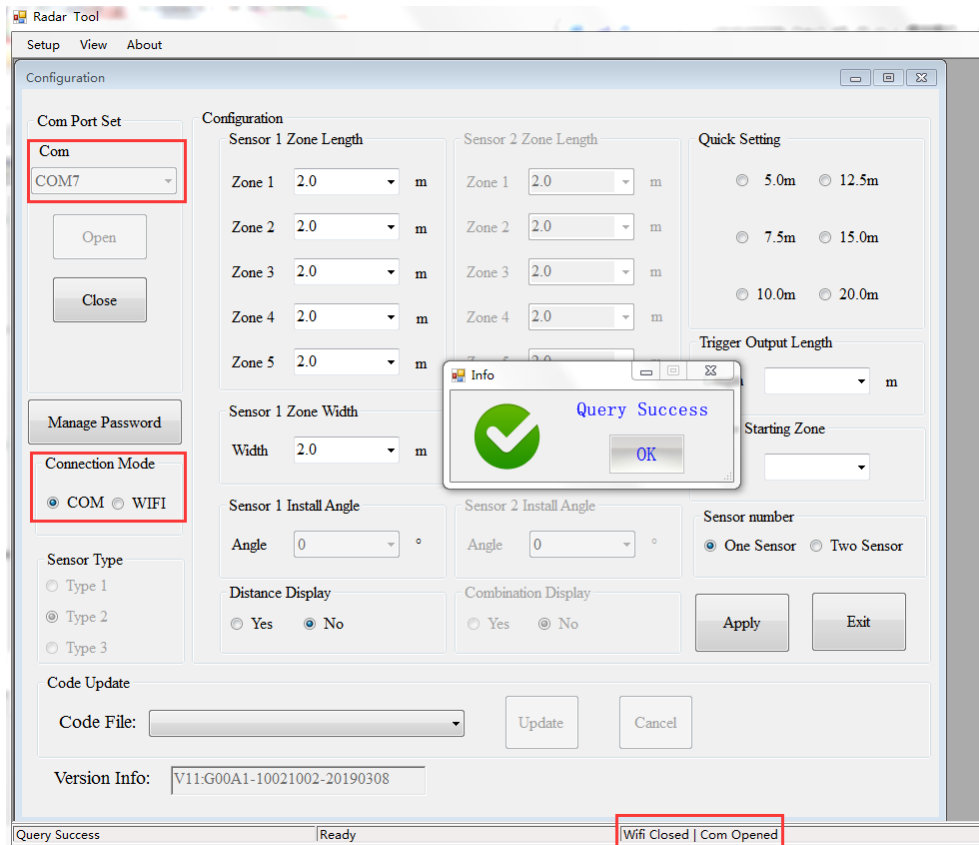 Radar Tool
Setup View About
Configuration
Com Port Set
Com
COM7
Open
Close
Manage Password
Connection Mode
COM WIFI
Sensor Type
Type 1
Type 2
Type 3
Configuration
Sensor 1 Zone Length
Zone 1 2.0 m
Zone 2 2.0 m
Zone 3 2.0 m
Zone 4 2.0 m
Zone 5 2.0 m
Sensor 1 Zone Width
Width 2.0 m
Sensor 1 Install Angle
Angle 0 °
Distance Display
Yes No
Sensor 2 Zone Length
Zone 1 2.0 m
Zone 2 2.0 m
Zone 3 2.0 m
Zone 4 2.0 m
Info
Query Success
OK
Sensor 2 Install Angle
Angle 0 °
Combination Display
Yes No
Quick Setting
5.0m 12.5m
7.5m 15.0m
10.0m 20.0m
Trigger Output Length
m
Starting Zone
Sensor number
One Sensor Two Sensor
Apply Exit
Code Update
Code File:
Update Cancel
Version Info: V11:G00A1-10021002-20190308
Query Success Ready Wifi Closed | Com Opened